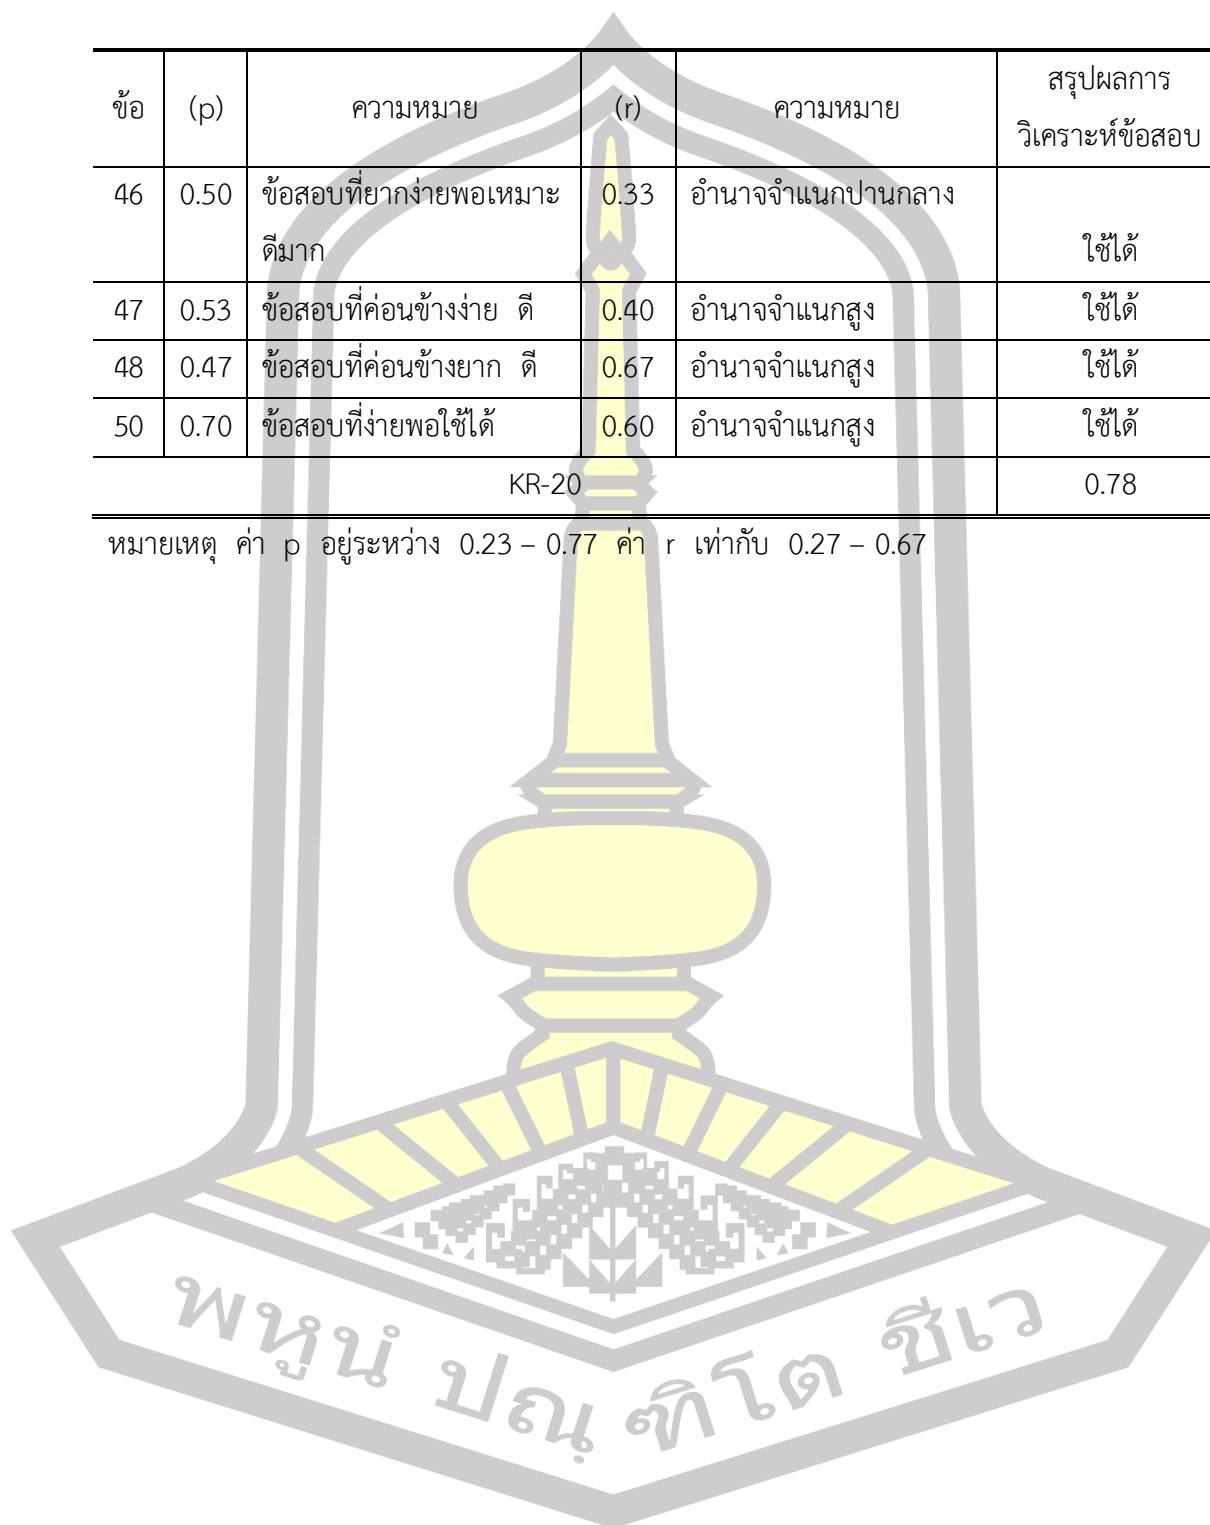 ข้อ (p) ความหมาย (r) ความหมาย สรุปผลการ
วิเคราะห์ข้อสอบ
46 0.50 ข้อสอบที่ยากง่ายพอเหมาะ 0.33 อำนาจจำแนกปานกลาง
ดีมาก ใช้ได้
47 0.53 ข้อสอบที่ค่อนข้างง่าย ดี 0.40 อำนาจจำแนกสูง ใช้ได้
48 0.47 ข้อสอบที่ค่อนข้างยาก ดี 0.67 อำนาจจำแนกสูง ใช้ได้
50 0.70 ข้อสอบที่ง่ายพอใช้ได้ 0.60 อำนาจจำแนกสูง ใช้ได้
KR-20 0.78
หมายเหตุ ค่า p อยู่ระหว่าง 0.23 – 0.77 ค่า r เท่ากับ 0.27 – 0.67
พหูนํ ปณฺฑิโต ชีเว